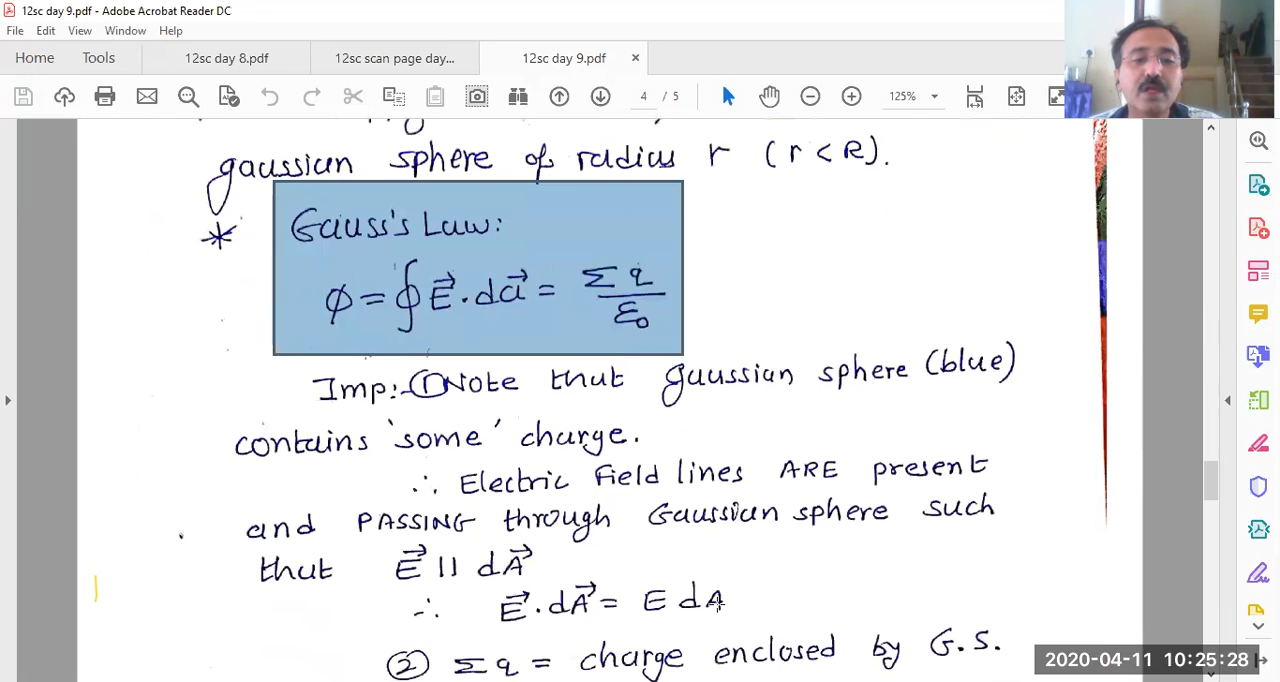 12sc day 9.pdf - Adobe Acrobat Reader DC
File Edit View Window Help
Home Tools 12sc day 8.pdf 12sc scan page day... 12sc day 9.pdf ×
4 / 5 125%
gaussian sphere of radius r (r < R).
* Gauss's Law:
ϕ = ∮ E⃗ . da⃗ = Σ q / ε₀
Imp:- ① Note that gaussian sphere (blue)
contains 'some' charge.
∴ Electric field lines ARE present
and PASSING through Gaussian sphere such
that E⃗ || dA⃗
∴ E⃗ . dA⃗ = E dA
② Σ q = charge enclosed by G.S.
2020-04-11 10:25:28